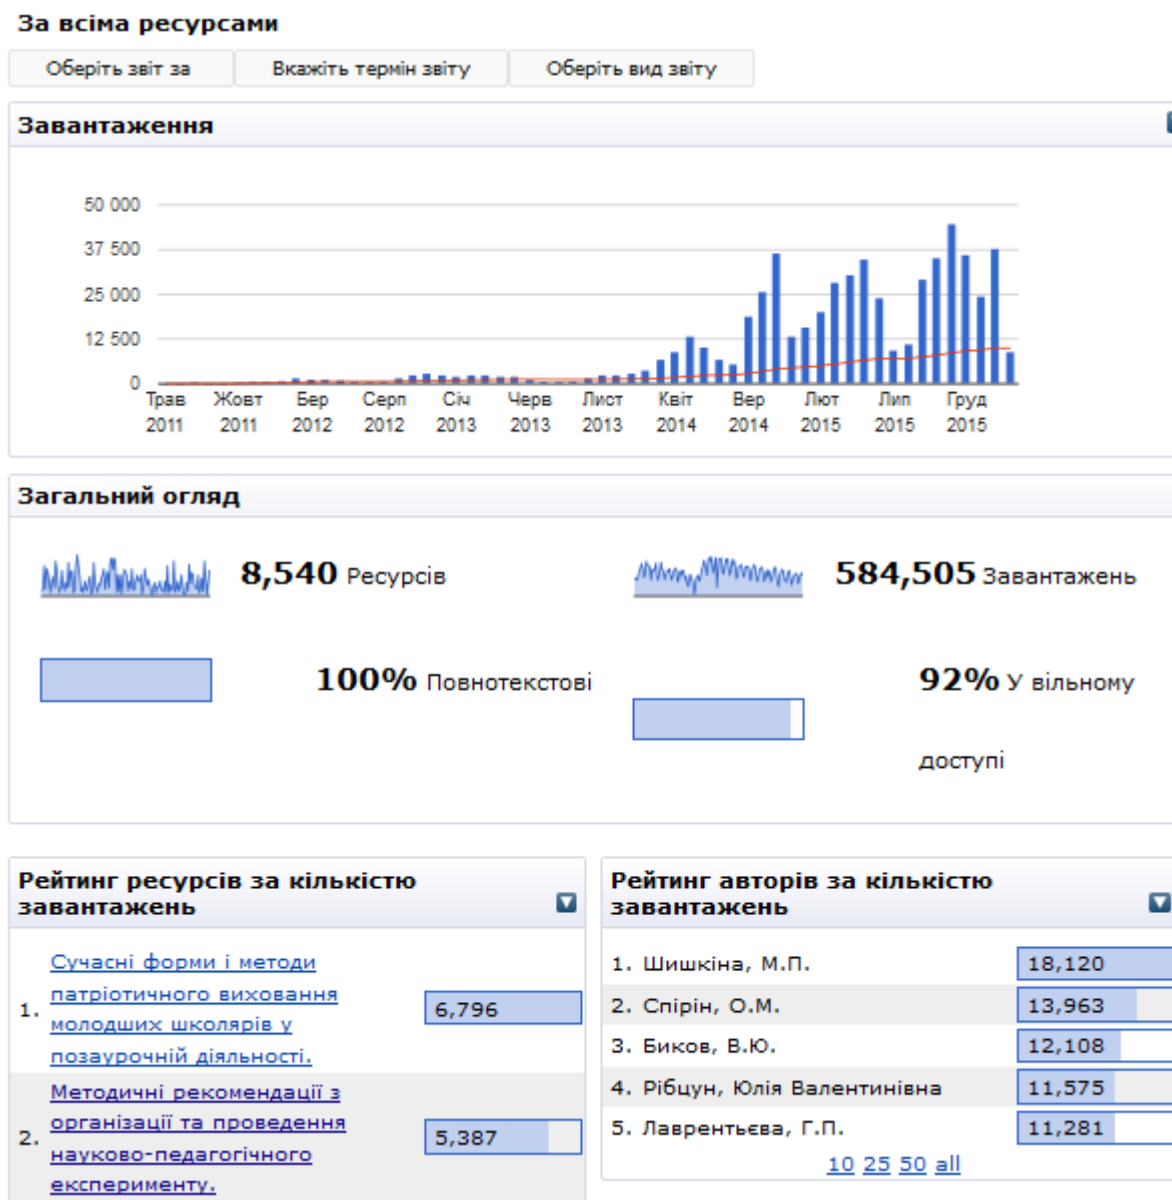 За всіма ресурсами
Оберіть звіт за
Вкажіть термін звіту
Оберіть вид звіту
Завантаження
50 000
37 500
25 000
12 500
0
Трав Жовт Бер Серп Січ Черв Лист Квіт Вер Лют Лип Груд
2011 2011 2012 2012 2013 2013 2013 2014 2014 2015 2015 2015
Загальний огляд
8,540 Ресурсів
584,505 Завантажень
100% Повнотекстові
92% У вільному
доступі
Рейтинг ресурсів за кількістю
завантажень
1. Сучасні форми і методи
патріотичного виховання
молодших школярів у
позаурочній діяльності.
6,796
2. Методичні рекомендації з
організації та проведення
науково-педагогічного
експерименту.
5,387
Рейтинг авторів за кількістю
завантажень
1. Шишкіна, М.П. 18,120
2. Спірін, О.М. 13,963
3. Биков, В.Ю. 12,108
4. Рібцун, Юлія Валентинівна 11,575
5. Лаврентьєва, Г.П. 11,281
10 25 50 all